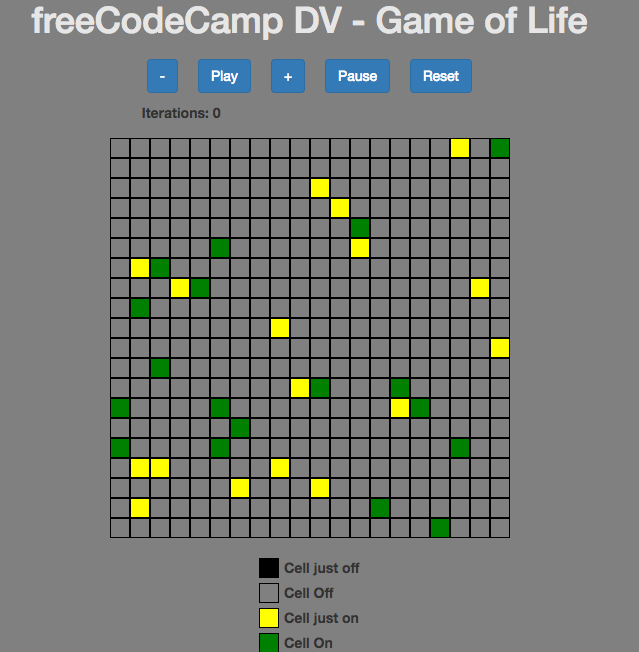 freeCodeCamp DV - Game of Life
- Play + Pause Reset
Iterations: 0
Cell just off
Cell Off
Cell just on
Cell On